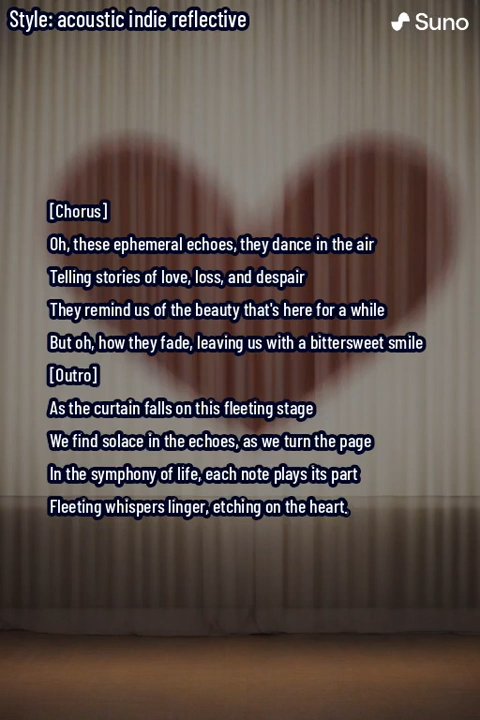 Style: acoustic indie reflective
Suno
[Chorus]
Oh, these ephemeral echoes, they dance in the air
Telling stories of love, loss, and despair
They remind us of the beauty that's here for a while
But oh, how they fade, leaving us with a bittersweet smile
[Outro]
As the curtain falls on this fleeting stage
We find solace in the echoes, as we turn the page
In the symphony of life, each note plays its part
Fleeting whispers linger, etching on the heart.